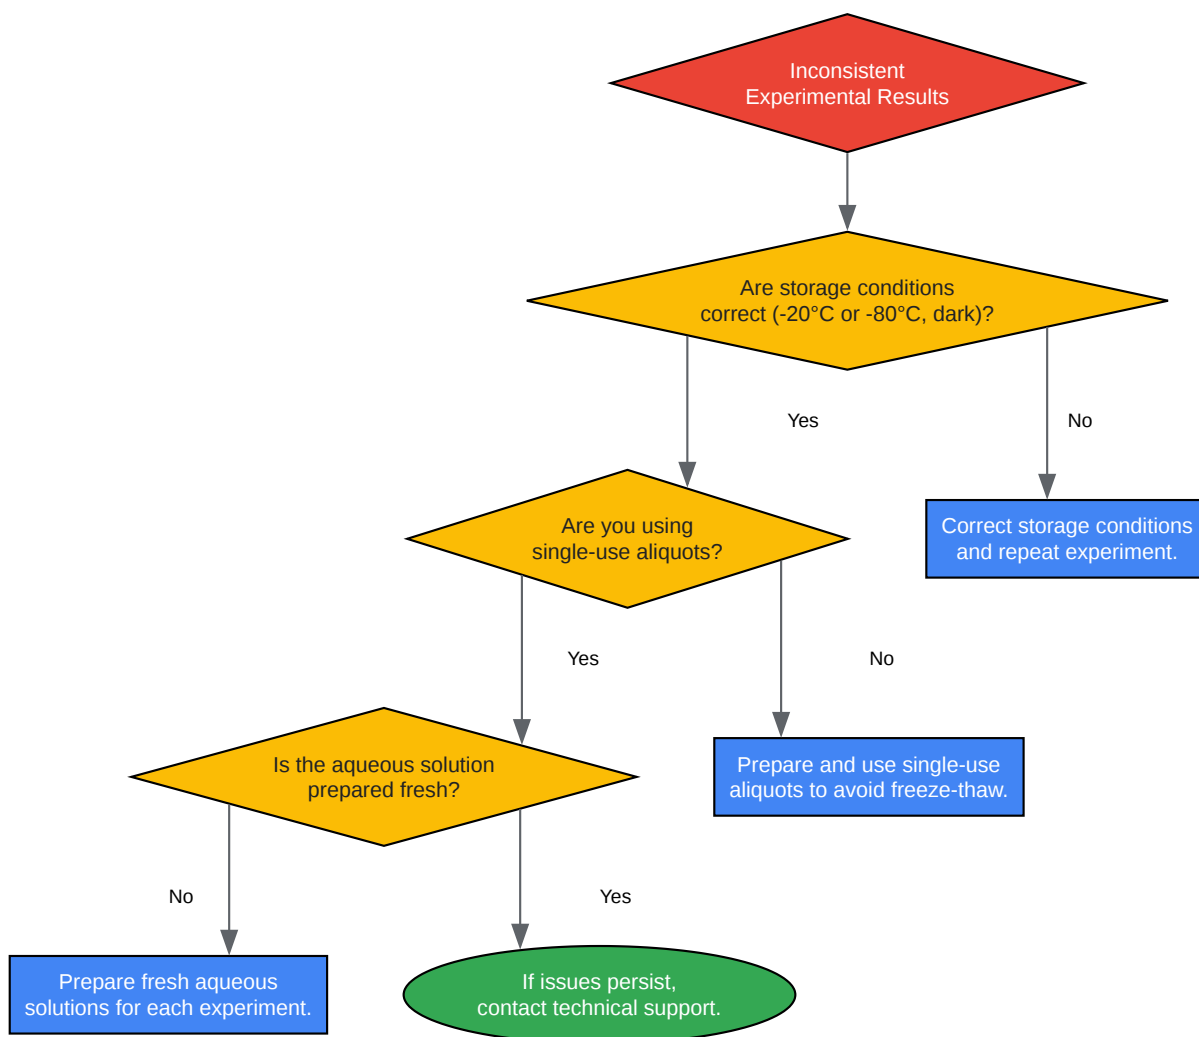 Inconsistent
Experimental Results
Are storage conditions
correct (-20°C or -80°C, dark)?
Yes
No
Are you using
single-use aliquots?
Correct storage conditions
and repeat experiment.
Yes
No
Is the aqueous solution
prepared fresh?
Prepare and use single-use
aliquots to avoid freeze-thaw.
No
Yes
Prepare fresh aqueous
solutions for each experiment.
If issues persist,
contact technical support.